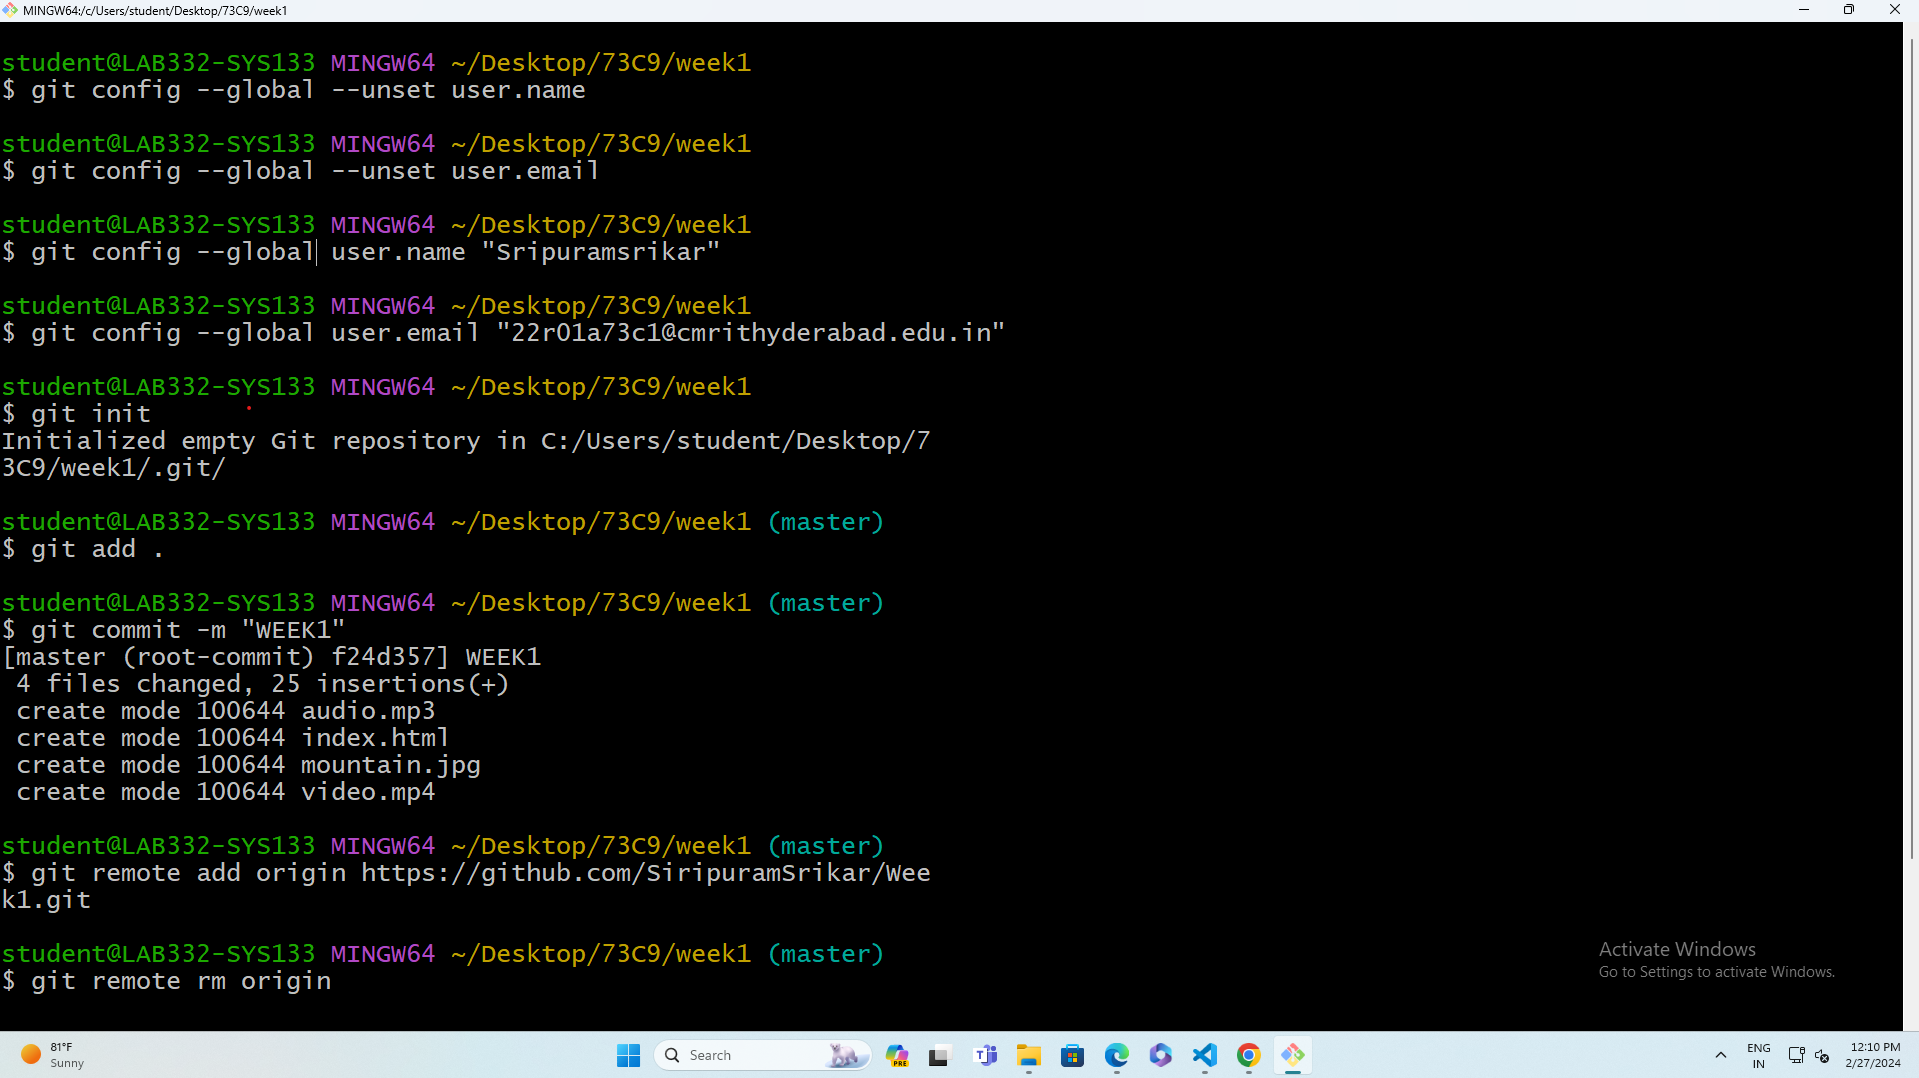 MINGW64:/c/Users/student/Desktop/73C9/week1
student@LAB332-SYS133 MINGW64 ~/Desktop/73C9/week1
$ git config --global --unset user.name
student@LAB332-SYS133 MINGW64 ~/Desktop/73C9/week1
$ git config --global --unset user.email
student@LAB332-SYS133 MINGW64 ~/Desktop/73C9/week1
$ git config --global user.name "Sripuramsrikar"
student@LAB332-SYS133 MINGW64 ~/Desktop/73C9/week1
$ git config --global user.email "22r01a73c1@cmrithyderabad.edu.in"
student@LAB332-SYS133 MINGW64 ~/Desktop/73C9/week1
$ git init
Initialized empty Git repository in C:/Users/student/Desktop/7
3C9/week1/.git/
student@LAB332-SYS133 MINGW64 ~/Desktop/73C9/week1 (master)
$ git add .
student@LAB332-SYS133 MINGW64 ~/Desktop/73C9/week1 (master)
$ git commit -m "WEEK1"
[master (root-commit) f24d357] WEEK1
 4 files changed, 25 insertions(+)
 create mode 100644 audio.mp3
 create mode 100644 index.html
 create mode 100644 mountain.jpg
 create mode 100644 video.mp4
student@LAB332-SYS133 MINGW64 ~/Desktop/73C9/week1 (master)
$ git remote add origin https://github.com/SiripuramSrikar/Wee
k1.git
student@LAB332-SYS133 MINGW64 ~/Desktop/73C9/week1 (master)
$ git remote rm origin
Activate Windows
Go to Settings to activate Windows.
81°F
Sunny
Search
PRE
ENG
IN
12:10 PM
2/27/2024